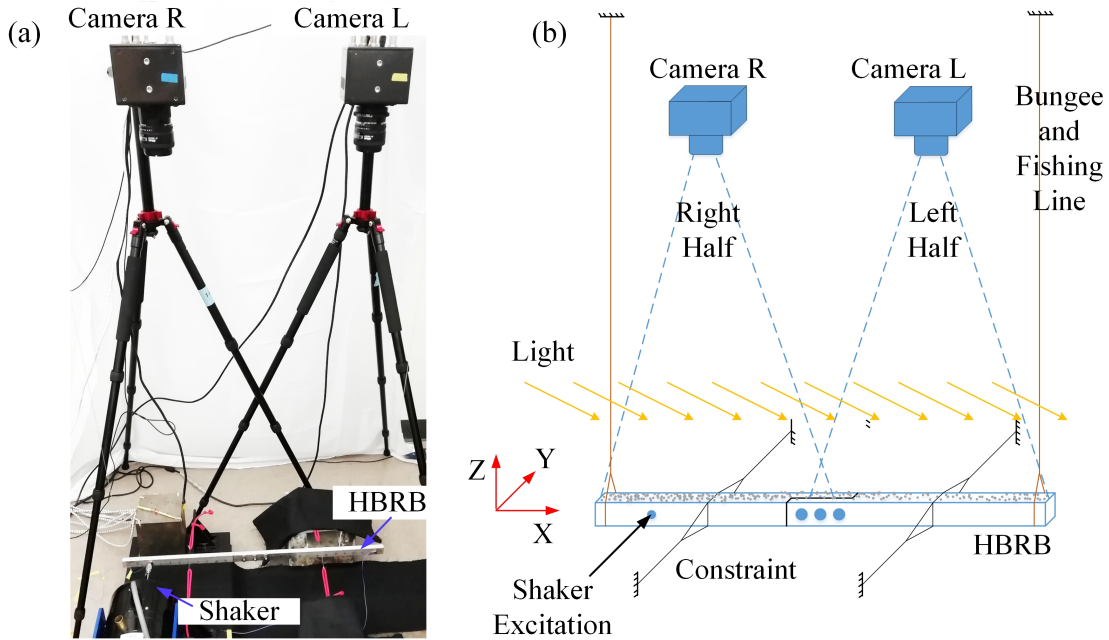 (a)
Camera R
Camera L
HBRB
Shaker
(b)
Camera R
Camera L
Bungee
and
Fishing
Line
Right
Half
Left
Half
Light
Z
Y
X
HBRB
Constraint
Shaker
Excitation